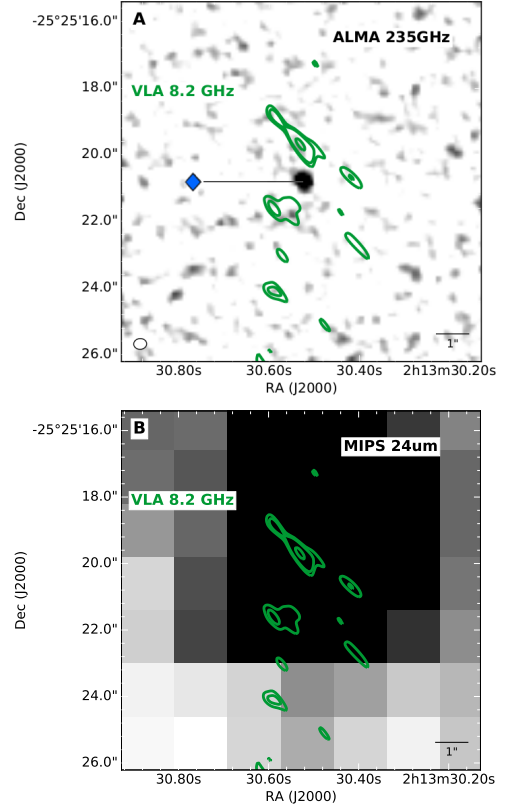 A
ALMA 235GHz
VLA 8.2 GHz
-25°25'16.0"
18.0"
20.0"
22.0"
24.0"
26.0"
Dec (J2000)
1"
30.80s
30.60s
30.40s
2h13m30.20s
RA (J2000)
B
MIPS 24um
VLA 8.2 GHz
-25°25'16.0"
18.0"
20.0"
22.0"
24.0"
26.0"
Dec (J2000)
1"
30.80s
30.60s
30.40s
2h13m30.20s
RA (J2000)